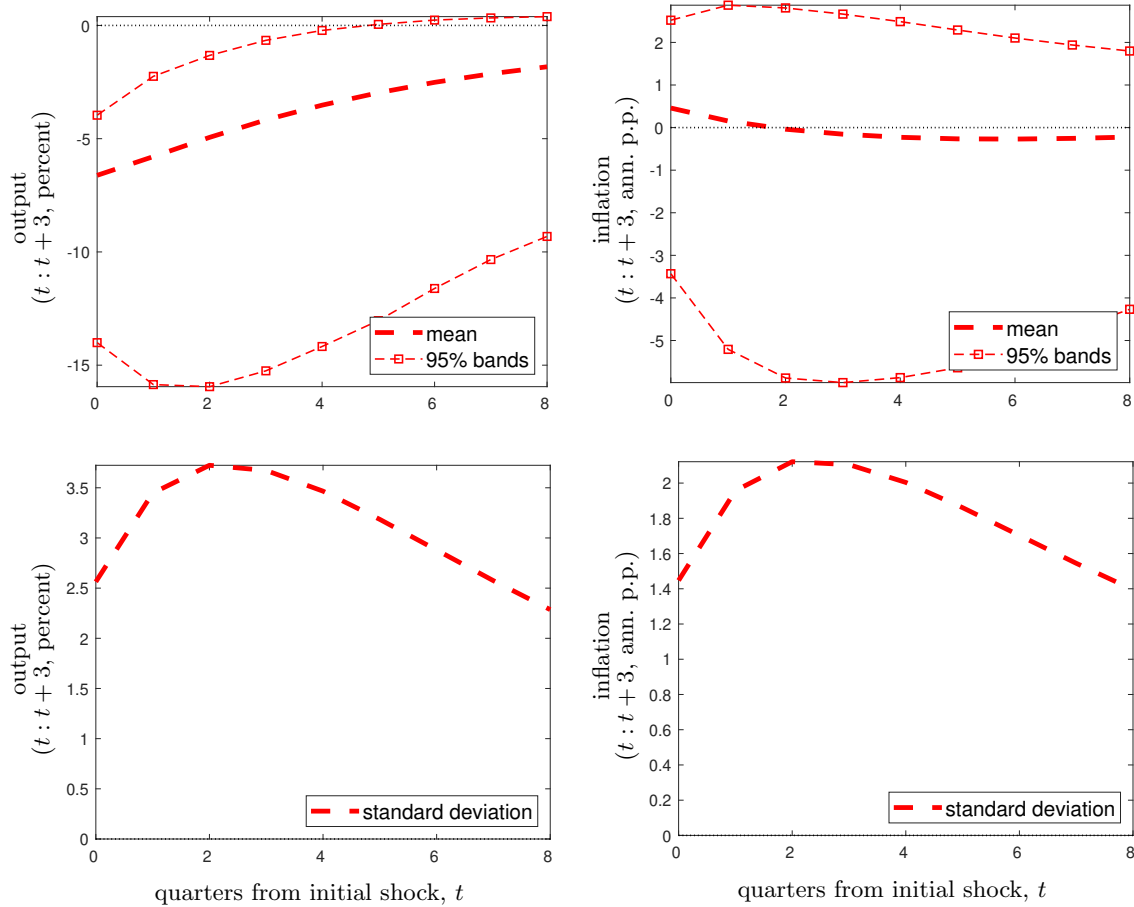 0
-5
-10
-15
output
(t : t + 3, percent)
mean
95% bands
0 2 4 6 8
2
1
0
-1
-2
-3
-4
-5
inflation
(t : t + 3, ann. p.p.)
mean
95% bands
0 2 4 6 8
3.5
3
2.5
2
1.5
1
0.5
0
output
(t : t + 3, percent)
standard deviation
0 2 4 6 8
quarters from initial shock, t
2
1.8
1.6
1.4
1.2
1
0.8
0.6
0.4
0.2
0
inflation
(t : t + 3, ann. p.p.)
standard deviation
0 2 4 6 8
quarters from initial shock, t